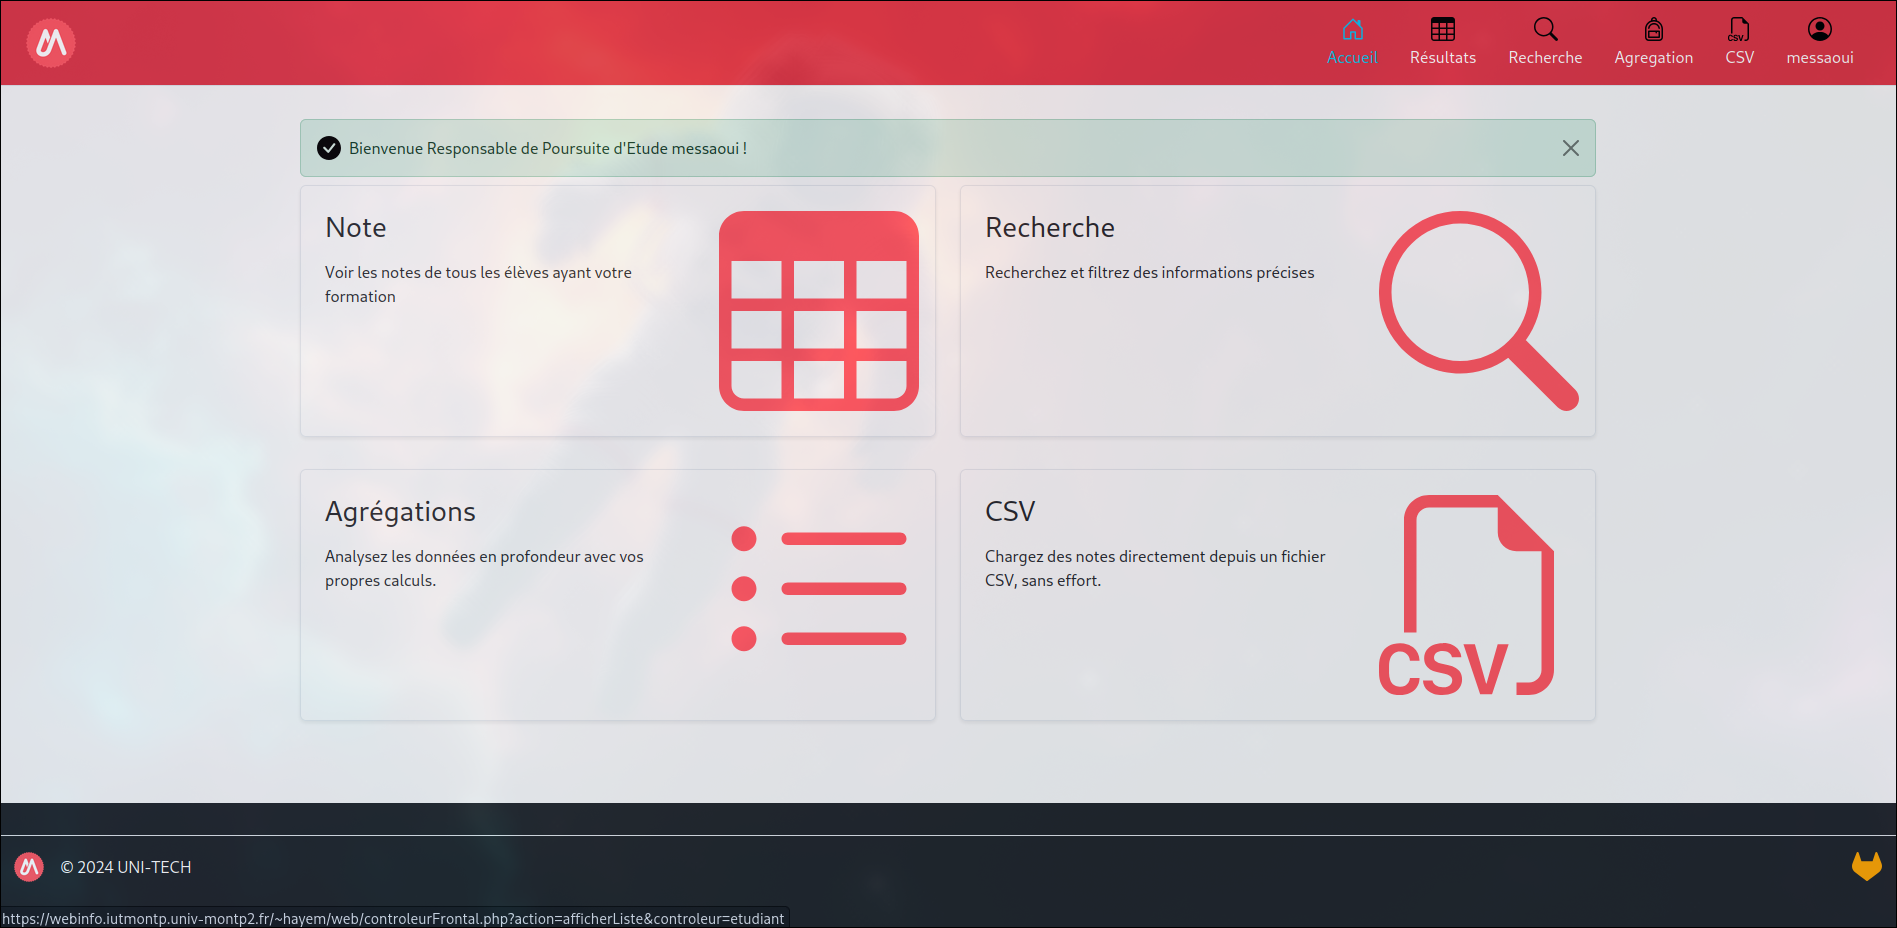 Accueil
Résultats
Recherche
Agregation
CSV
CSV
messaoui
Bienvenue Responsable de Poursuite d'Etude messaoui !
Note
Voir les notes de tous les élèves ayant votre
formation
Recherche
Recherchez et filtrez des informations précises
Agrégations
Analysez les données en profondeur avec vos
propres calculs.
CSV
Chargez des notes directement depuis un fichier
CSV, sans effort.
CSV
© 2024 UNI-TECH
https://webinfo.iutmontp.univ-montp2.fr/~hayem/web/controleurFrontal.php?action=afficherListe&controleur=etudiant